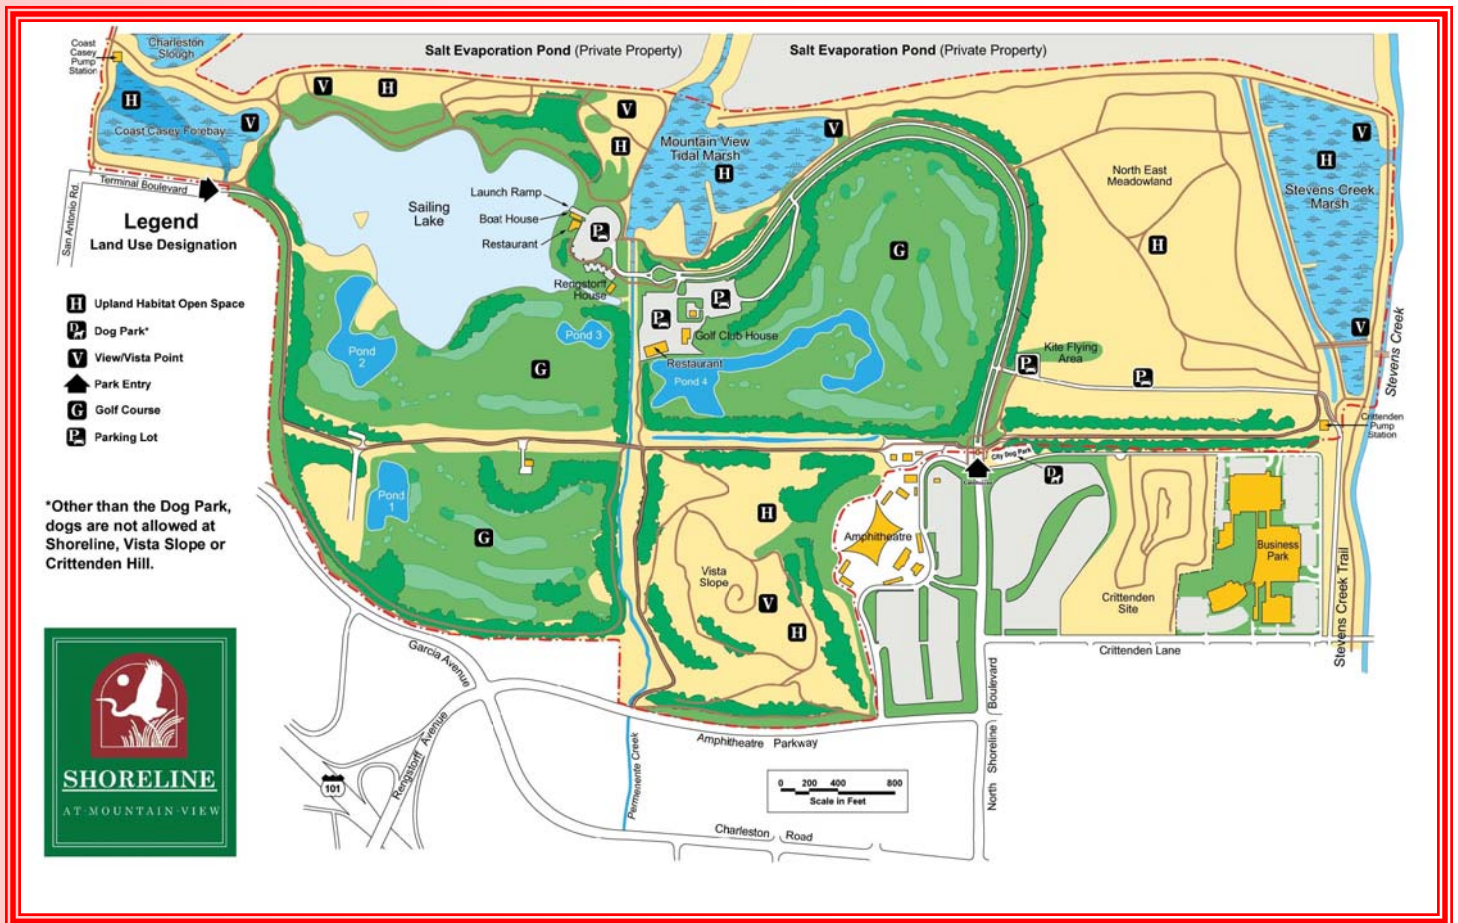 Coast
Casey
Pump
Station
Charleston
Slough
Salt Evaporation Pond (Private Property)
Salt Evaporation Pond (Private Property)
H
V
H
V
Coast Casey Forebay
V
V
H
Mountain View
Tidal Marsh
H
V
North East
Meadowland
H
V
H
Stevens Creek
Marsh
V
San Antonio Rd.
Terminal Boulevard
Sailing
Lake
Launch Ramp
Boat House
Restaurant
P
Rengstorff
House
P
P
Golf Club House
Restaurant
G
Pond
2
Pond 3
G
Pond 4
Kite Flying
Area
P
P
Stevens Creek
Crittenden
Pump
Station
Legend
Land Use Designation
H Upland Habitat Open Space
D Dog Park*
V View/Vista Point
Park Entry
G Golf Course
P Parking Lot
*Other than the Dog Park,
dogs are not allowed at
Shoreline, Vista Slope or
Crittenden Hill.
Pond
1
G
H
Vista
Slope
V
H
Amphitheatre
City Dog Park
D
Crittenden
Site
Business
Park
Stevens Creek Trail
Crittenden Lane
Garcia Avenue
Rengstorff Avenue
101
Permenente Creek
Amphitheatre Parkway
North Shoreline Boulevard
0 200 400 800
Scale in Feet
Charleston Road
SHORELINE
AT·MOUNTAIN·VIEW